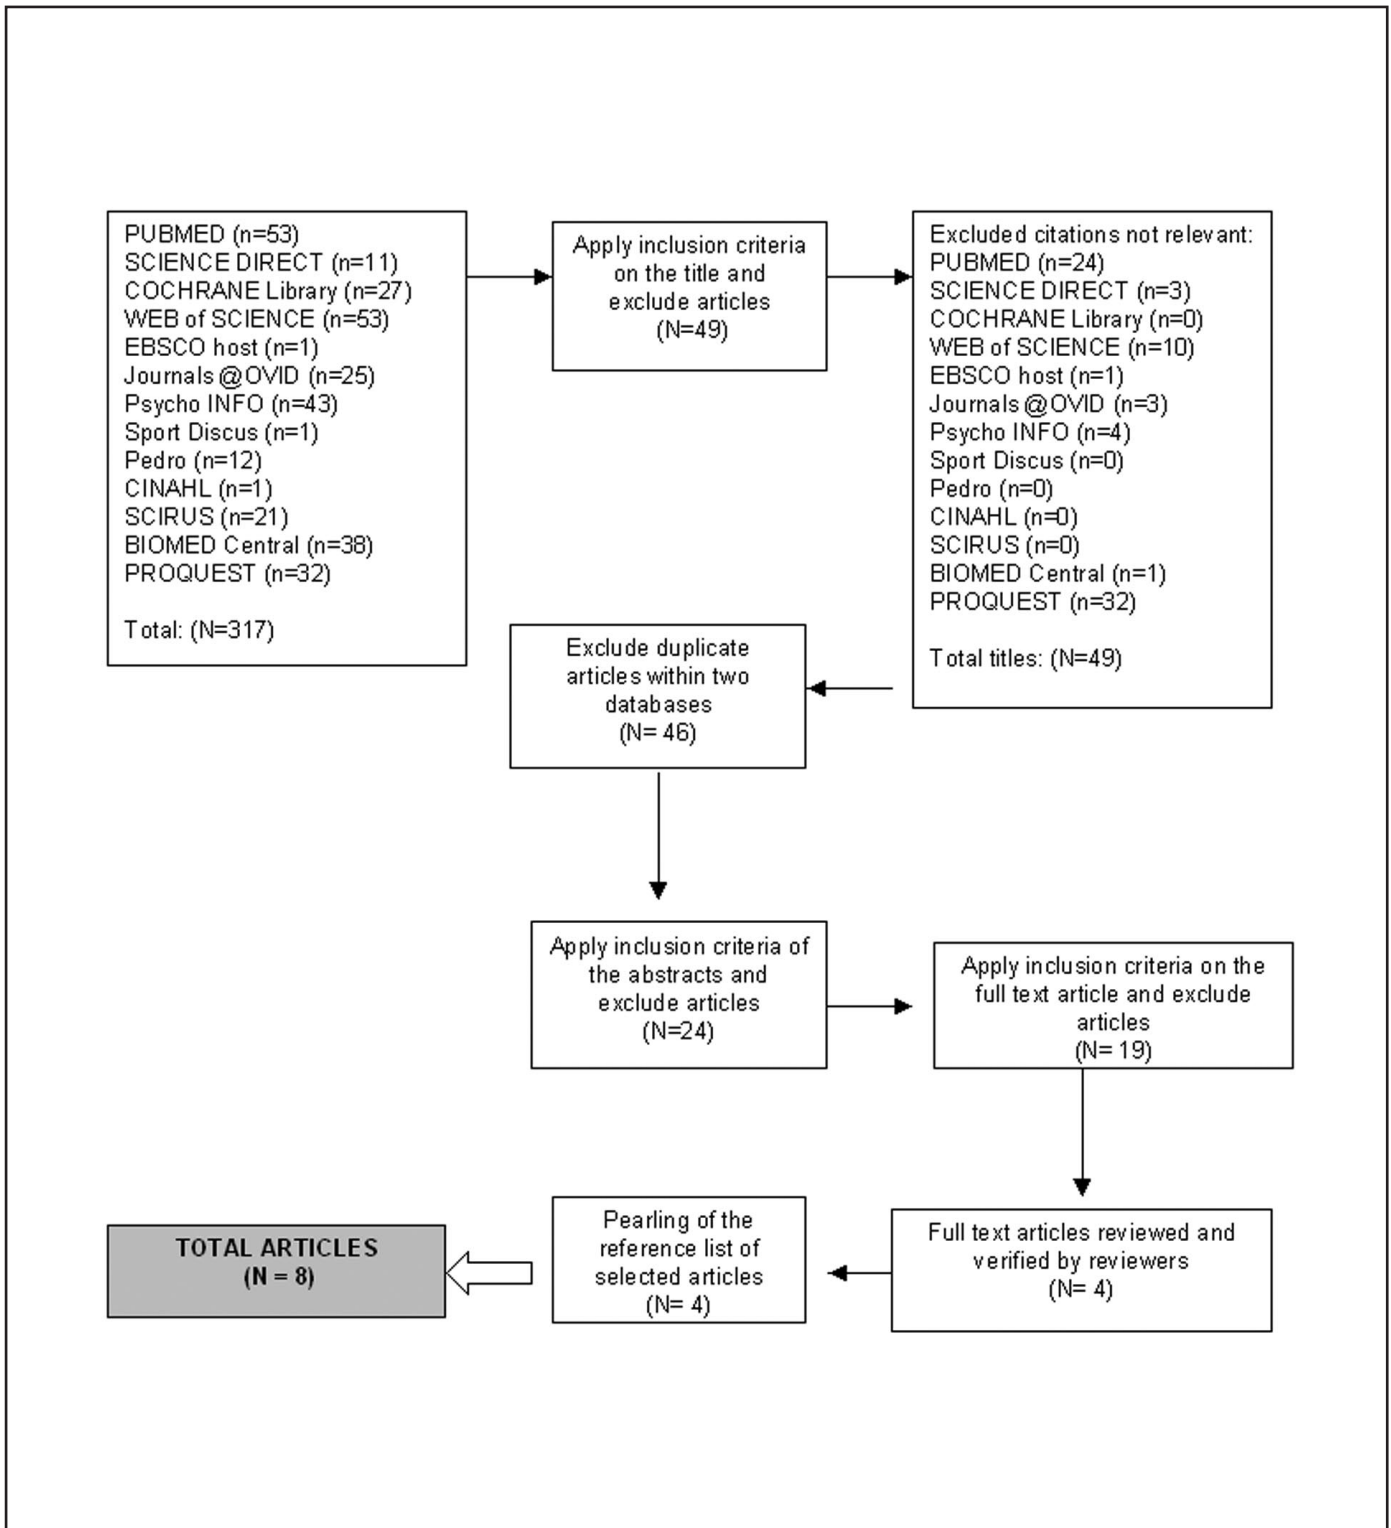 PUBMED (n=53)
SCIENCE DIRECT (n=11)
COCHRANE Library (n=27)
WEB of SCIENCE (n=53)
EBSCO host (n=1)
Journals@OVID (n=25)
Psycho INFO (n=43)
Sport Discus (n=1)
Pedro (n=12)
CINAHL (n=1)
SCIRUS (n=21)
BIOMED Central (n=38)
PROQUEST (n=32)
Total: (N=317)
Apply inclusion criteria
on the title and
exclude articles
(N=49)
Excluded citations not relevant:
PUBMED (n=24)
SCIENCE DIRECT (n=3)
COCHRANE Library (n=0)
WEB of SCIENCE (n=10)
EBSCO host (n=1)
Journals@OVID (n=3)
Psycho INFO (n=4)
Sport Discus (n=0)
Pedro (n=0)
CINAHL (n=0)
SCIRUS (n=0)
BIOMED Central (n=1)
PROQUEST (n=32)
Total titles: (N=49)
Exclude duplicate
articles within two
databases
(N= 46)
Apply inclusion criteria of
the abstracts and
exclude articles
(N=24)
Apply inclusion criteria on the
full text article and exclude
articles
(N= 19)
Full text articles reviewed and
verified by reviewers
(N= 4)
Pearling of the
reference list of
selected articles
(N= 4)
TOTAL ARTICLES
(N = 8)